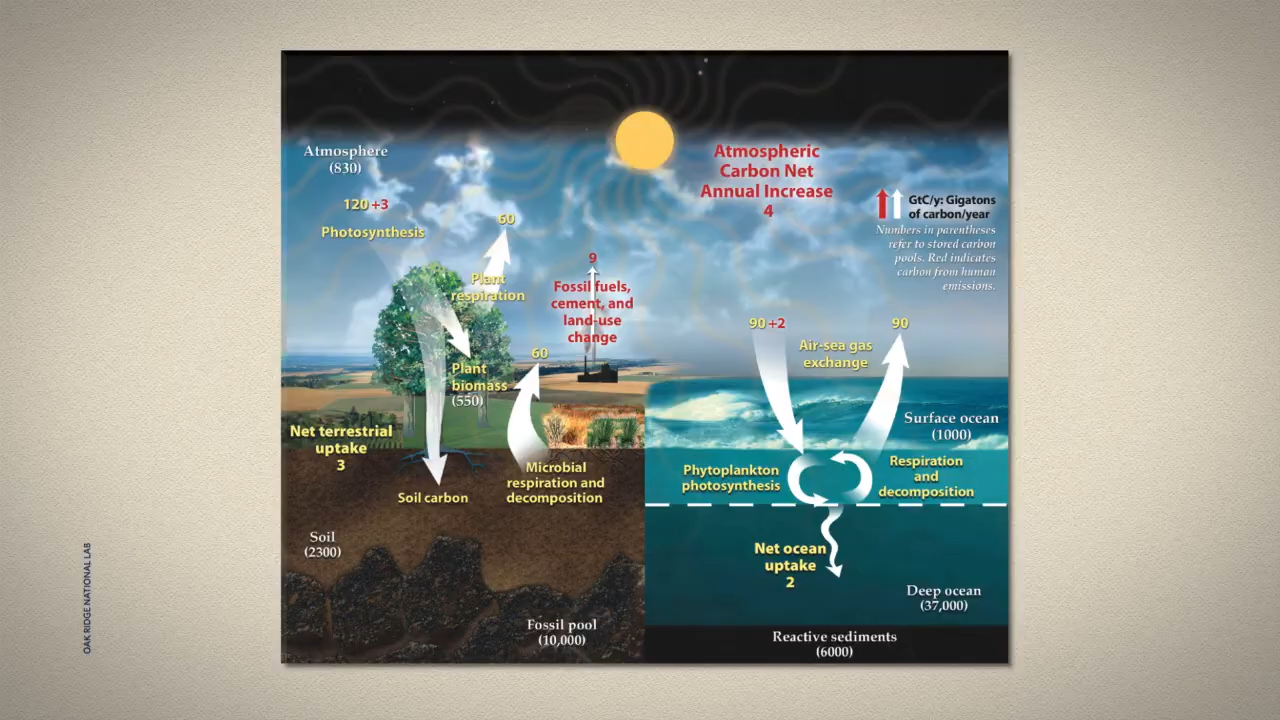 Atmosphere
(830)
120 +3
Photosynthesis
60
Plant
respiration
9
Fossil fuels,
cement, and
land-use
change
Atmospheric
Carbon Net
Annual Increase
4
GtC/y: Gigatons
of carbon/year
Numbers in parentheses
refer to stored carbon
pools. Red indicates
carbon from human
emissions.
60
Plant
biomass
(550)
90 +2
Air-sea gas
exchange
90
Surface ocean
(1000)
Net terrestrial
uptake
3
Soil carbon
Microbial
respiration and
decomposition
Phytoplankton
photosynthesis
Respiration
and
decomposition
Soil
(2300)
Net ocean
uptake
2
Deep ocean
(37,000)
Fossil pool
(10,000)
Reactive sediments
(6000)
OAK RIDGE NATIONAL LAB